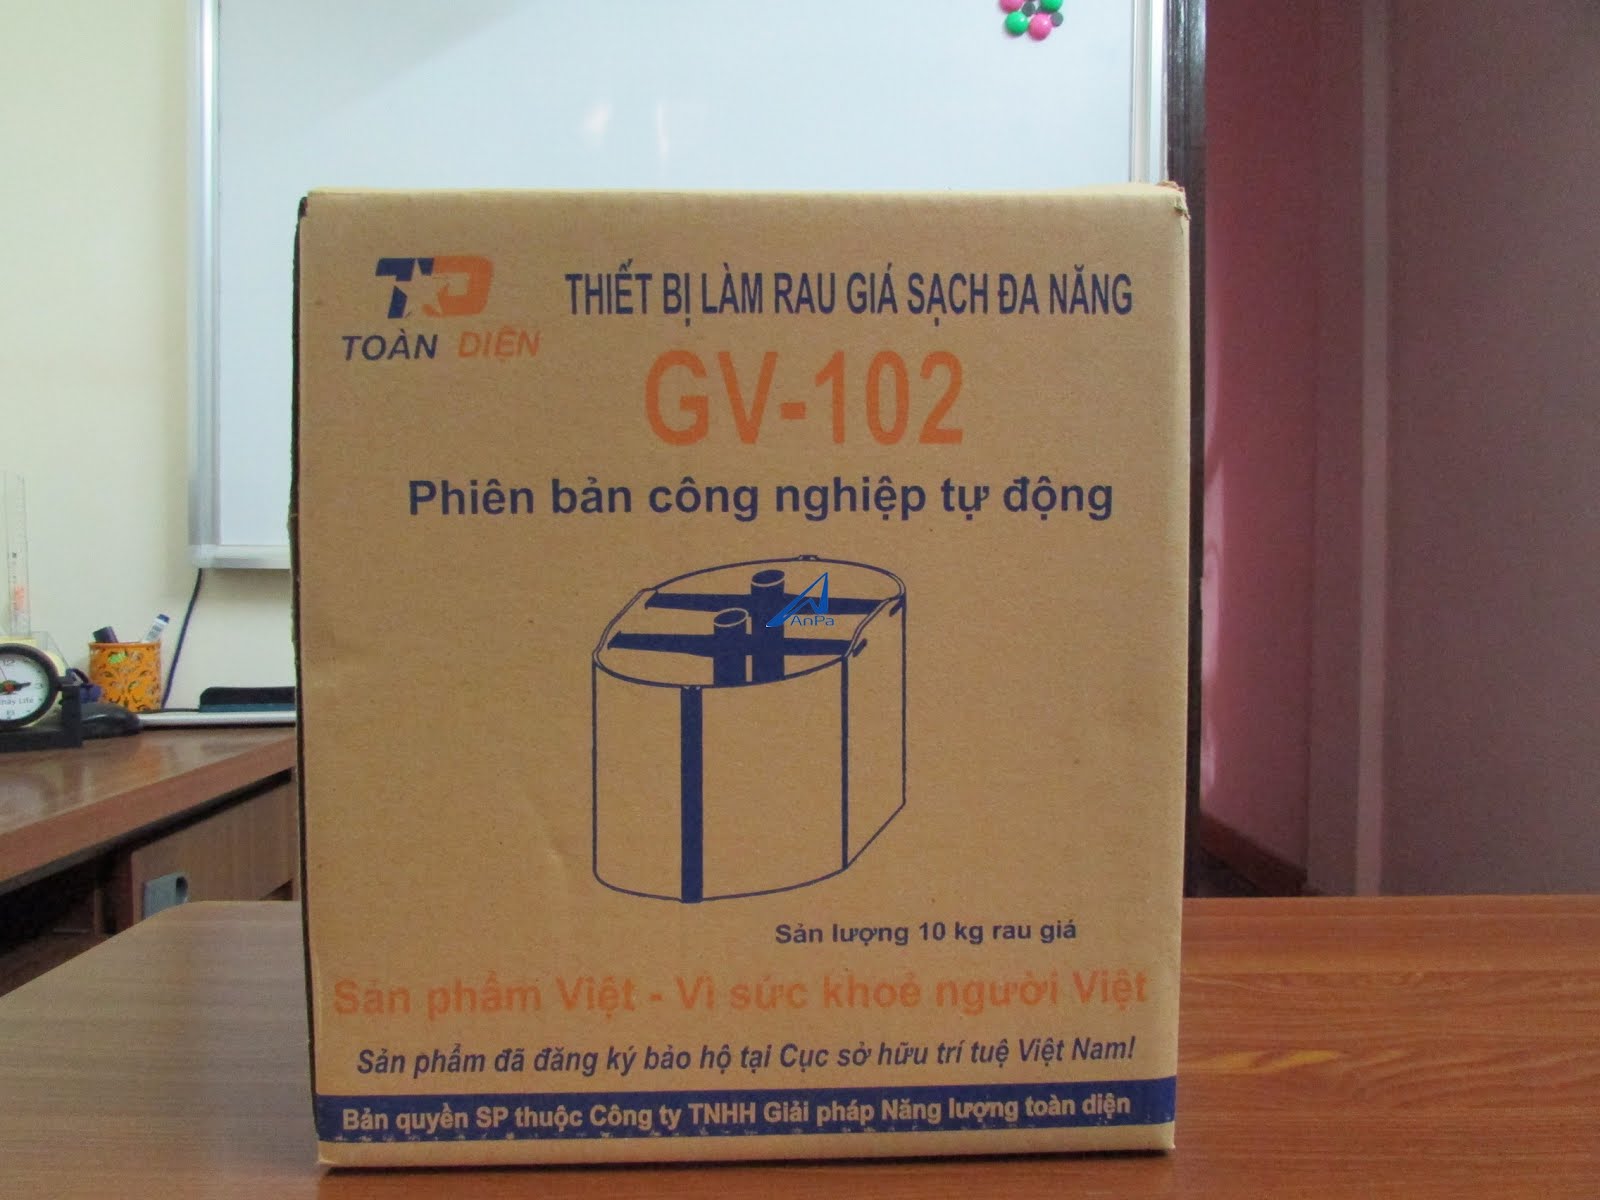 TD
TOÀN DIỆN
THIẾT BỊ LÀM RAU GIÁ SẠCH ĐA NĂNG
GV-102
Phiên bản công nghiệp tự động
AnPa
Sản lượng 10 kg rau giá
Sản phẩm Việt - Vì sức khoẻ người Việt
Sản phẩm đã đăng ký bảo hộ tại Cục sở hữu trí tuệ Việt Nam!
Bản quyền SP thuộc Công ty TNHH Giải pháp Năng lượng toàn diện